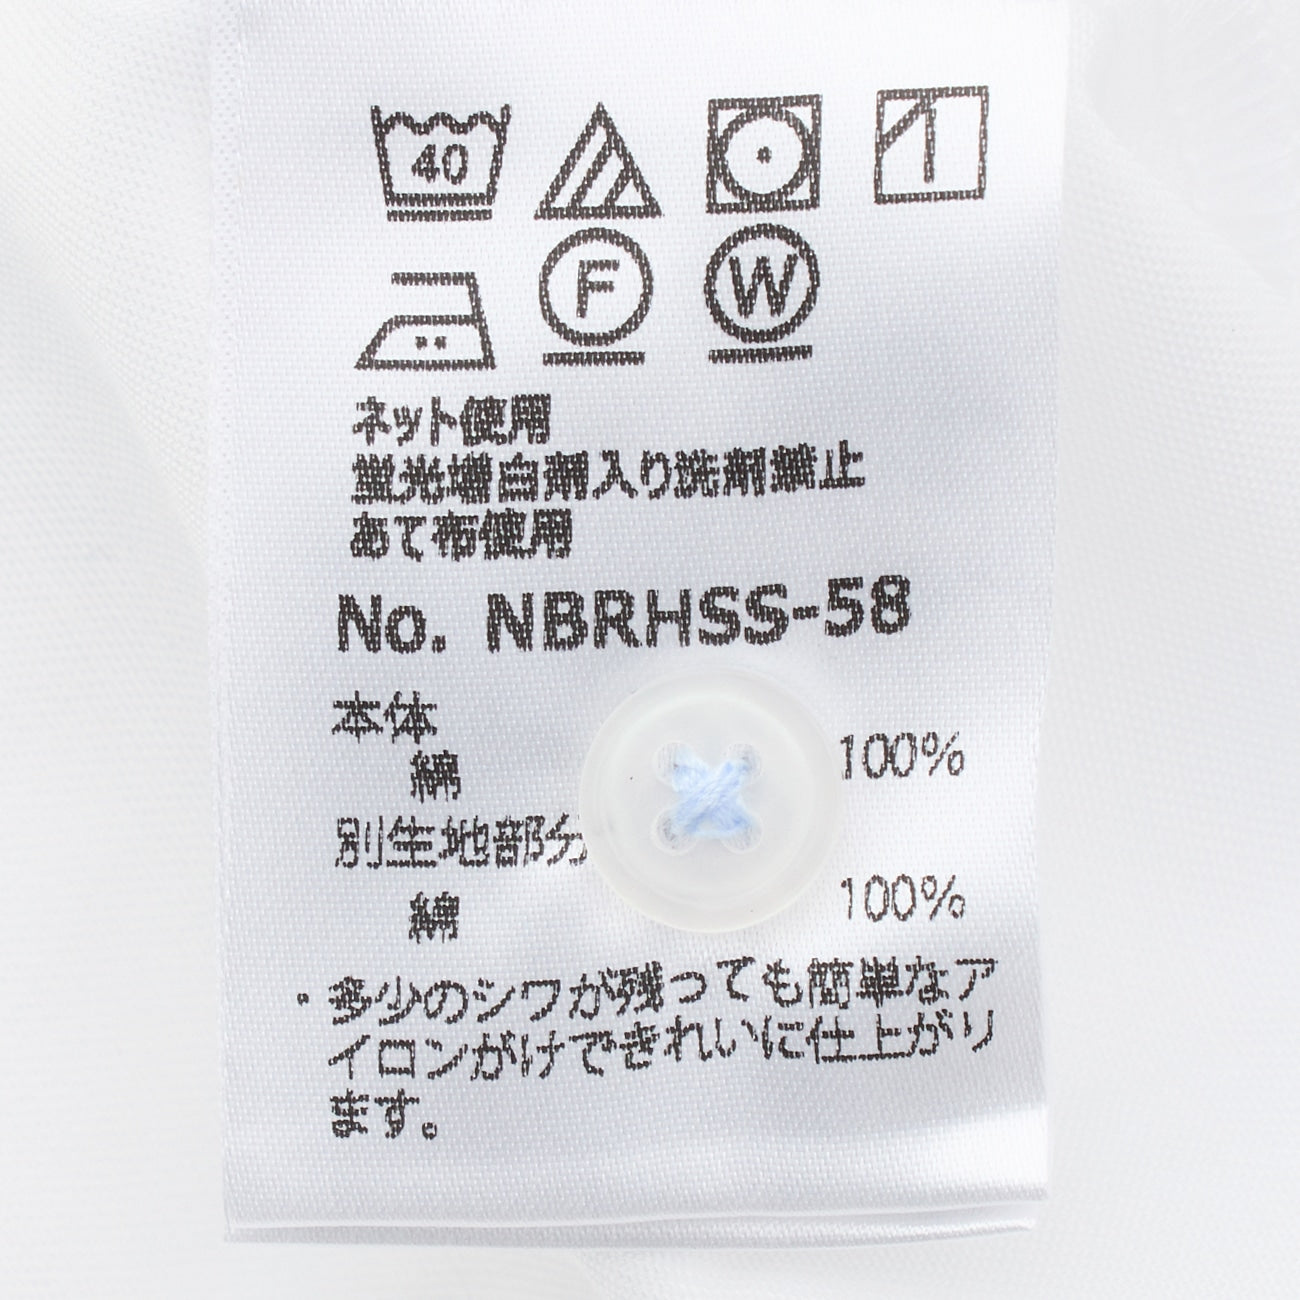 40
F W
ネット使用
蛍光増白剤入り洗剤禁止
あて布使用
No. NBRHSS-58
本体
綿 100%
別生地部分
綿 100%
・多少のシワが残っても簡単なア
イロンがけできれいに仕上がり
ます。